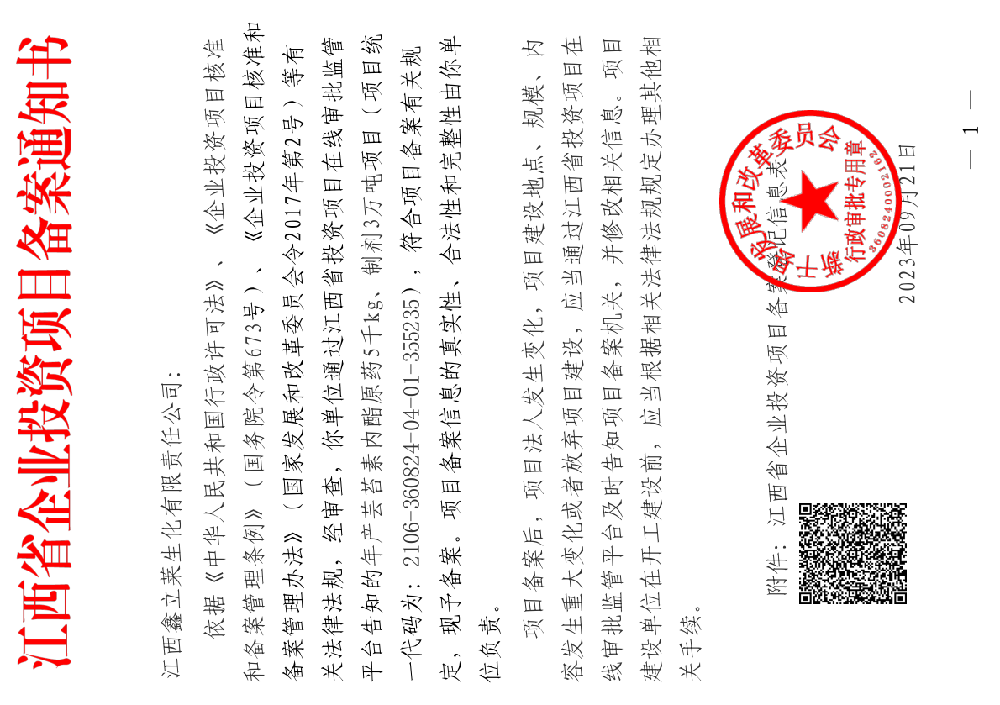 江西省企业投资项目备案通知书
江西鑫立莱生化有限责任公司：
依据《中华人民共和国行政许可法》、《企业投资项目核准
和备案管理条例》（国务院令第673号）、《企业投资项目核准和
备案管理办法》（国家发展和改革委员会令2017年第2号）等有
关法律法规，经审查，你单位通过江西省投资项目在线审批监管
平台告知的年产芸苔素内酯原药5千kg、制剂3万吨项目（项目统
一代码为：2106-360824-04-01-355235），符合项目备案有关规
定，现予备案。项目备案信息的真实性、合法性和完整性由你单
位负责。
项目备案后，项目法人发生变化，项目建设地点、规模、内
容发生重大变化或者放弃项目建设，应当通过江西省投资项目在
线审批监管平台及时告知项目备案机关，并修改相关信息。项目
建设单位在开工建设前，应当根据相关法律法规规定办理其他相
关手续。
附件：江西省企业投资项目备案登记信息表
新干县发展和改革委员会
行政审批专用章
3608240002162
2023年09月21日
— 1 —